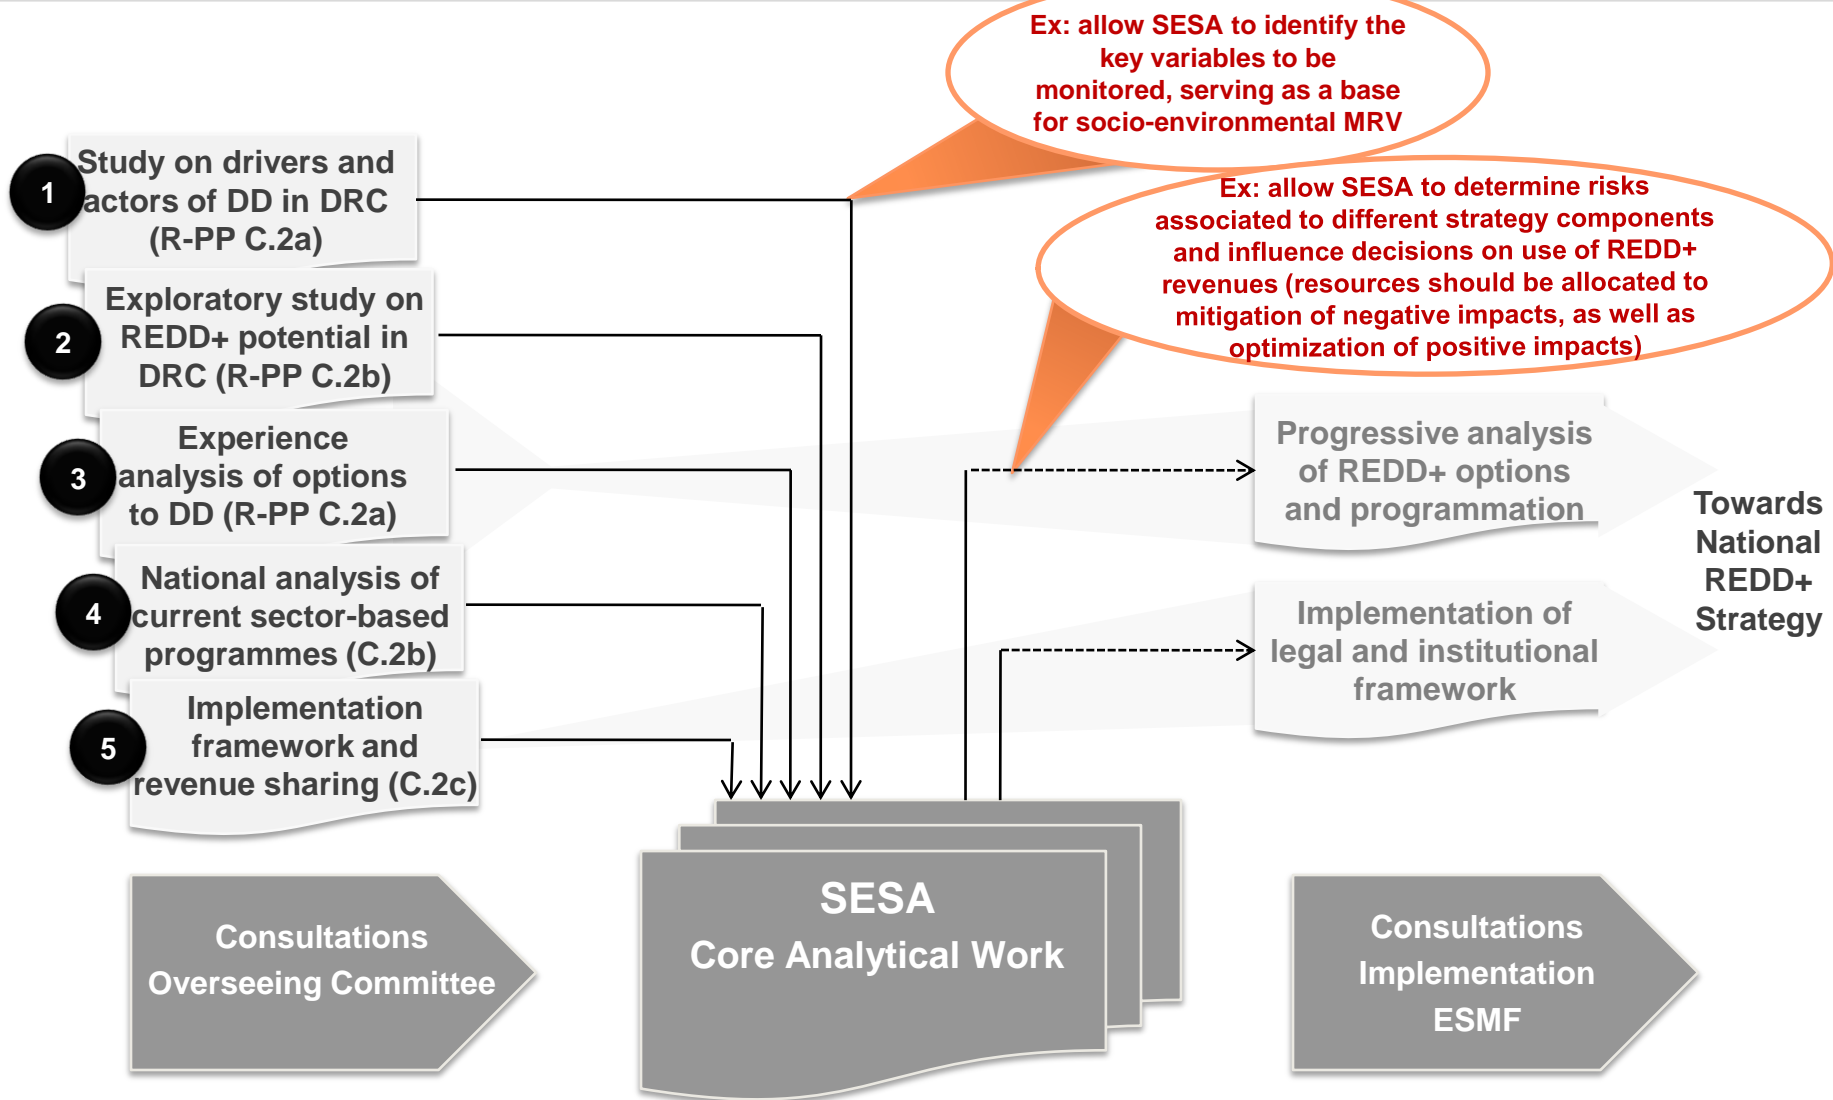 Ex: allow SESA to identify the
key variables to be
monitored, serving as a base
for socio-environmental MRV
Ex: allow SESA to determine risks
associated to different strategy components
and influence decisions on use of REDD+
revenues (resources should be allocated to
mitigation of negative impacts, as well as
optimization of positive impacts)
1
Study on drivers and
actors of DD in DRC
(R-PP C.2a)
2
Exploratory study on
REDD+ potential in
DRC (R-PP C.2b)
3
Experience
analysis of options
to DD (R-PP C.2a)
4
National analysis of
current sector-based
programmes (C.2b)
5
Implementation
framework and
revenue sharing (C.2c)
Progressive analysis
of REDD+ options
and programmation
Implementation of
legal and institutional
framework
Towards
National
REDD+
Strategy
Consultations
Overseeing Committee
SESA
Core Analytical Work
Consultations
Implementation
ESMF